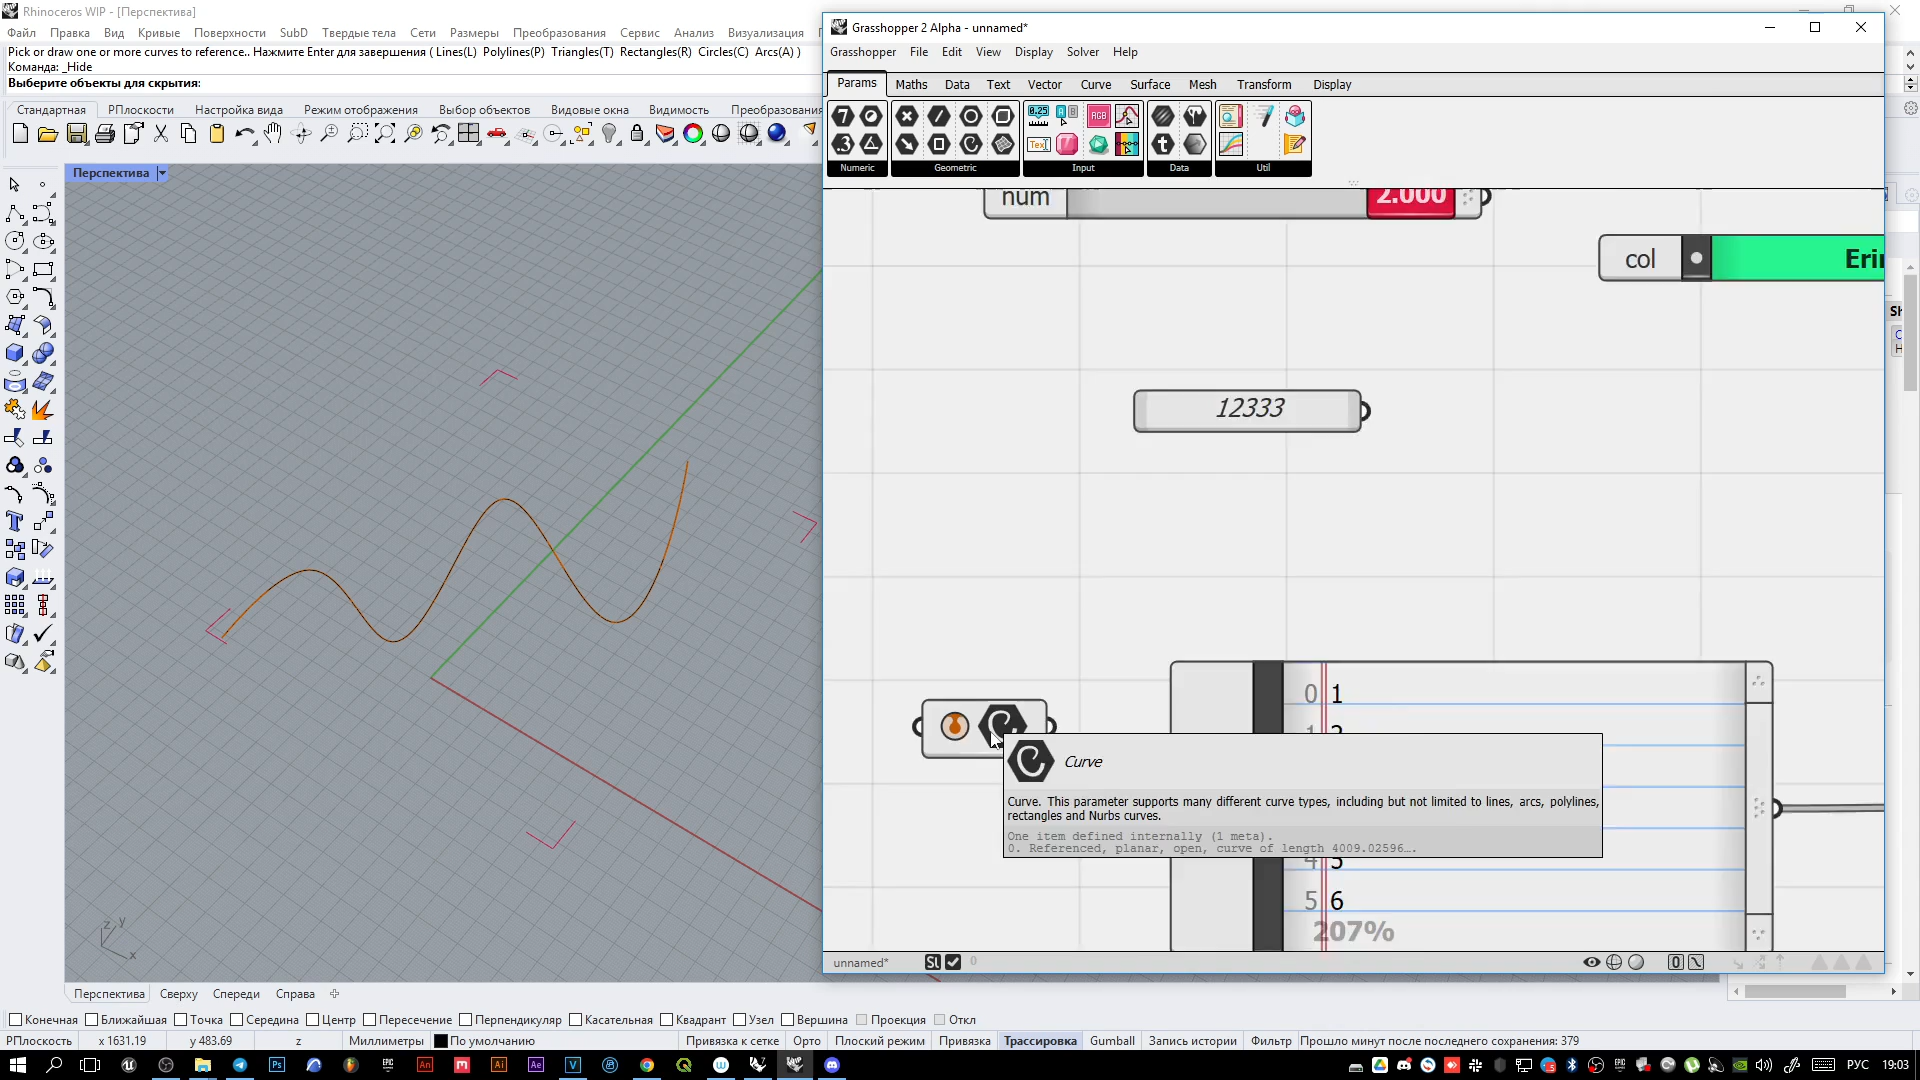 Rhinoceros WIP - [Перспектива]
Файл Правка Вид Кривые Поверхности SubD Твердые тела Сети Размеры Преобразования Сервис Анализ Визуализация
Pick or draw one or more curves to reference.. Нажмите Enter для завершения ( Lines(L) Polylines(P) Triangles(T) Rectangles(R) Circles(C) Arcs(A) )
Команда: _Hide
Выберите объекты для скрытия:
Стандартная РПлоскости Настройка вида Режим отображения Выбор объектов Видовые окна Видимость Преобразования
Перспектива
z y
x
Grasshopper 2 Alpha - unnamed*
Grasshopper File Edit View Display Solver Help
Params Maths Data Text Vector Curve Surface Mesh Transform Display
Numeric Geometric Input Data Util
num 2.000
col Erin
12333
0 1
1 2
Curve
Curve. This parameter supports many different curve types, including but not limited to lines, arcs, polylines,
rectangles and Nurbs curves.
One item defined internally (1 meta).
0. Referenced, planar, open, curve of length 4009.02596….
4 5
5 6
207%
unnamed* 0
Перспектива Сверху Спереди Справа
Конечная Ближайшая Точка Середина Центр Пересечение Перпендикуляр Касательная Квадрант Узел Вершина Проекция Откл
РПлоскость x 1631.19 y 483.69 z Миллиметры По умолчанию Привязка к сетке Орто Плоский режим Привязка Трассировка Gumball Запись истории Фильтр Прошло минут после последнего сохранения: 379
РУС 19:03